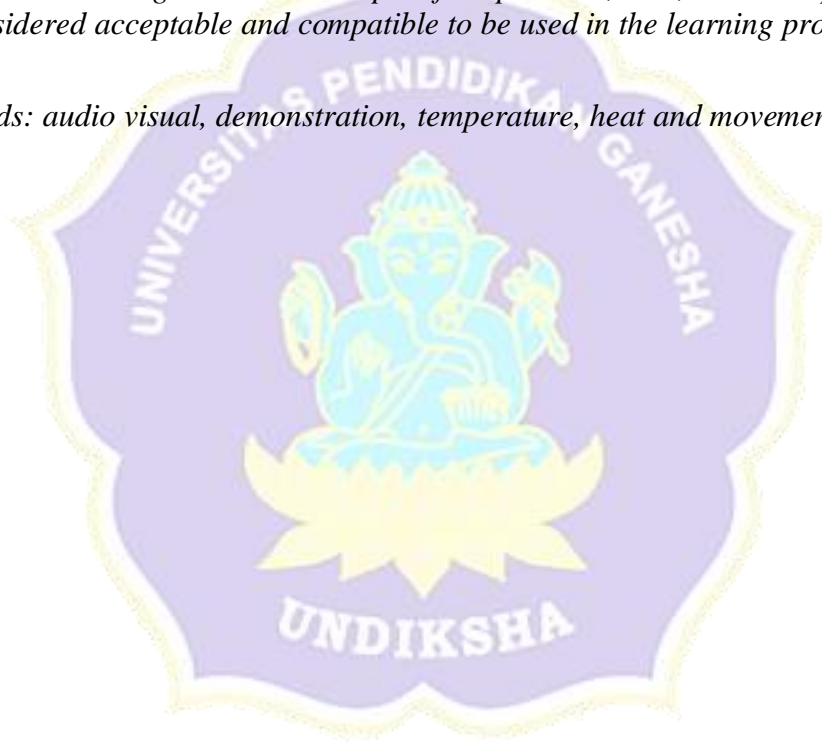 sidered acceptable and compatible to be used in the learning pro
ds: audio visual, demonstration, temperature, heat and movemen
UNIVERSITAS PENDIDIKAN GANESHA
UNDIKSHA